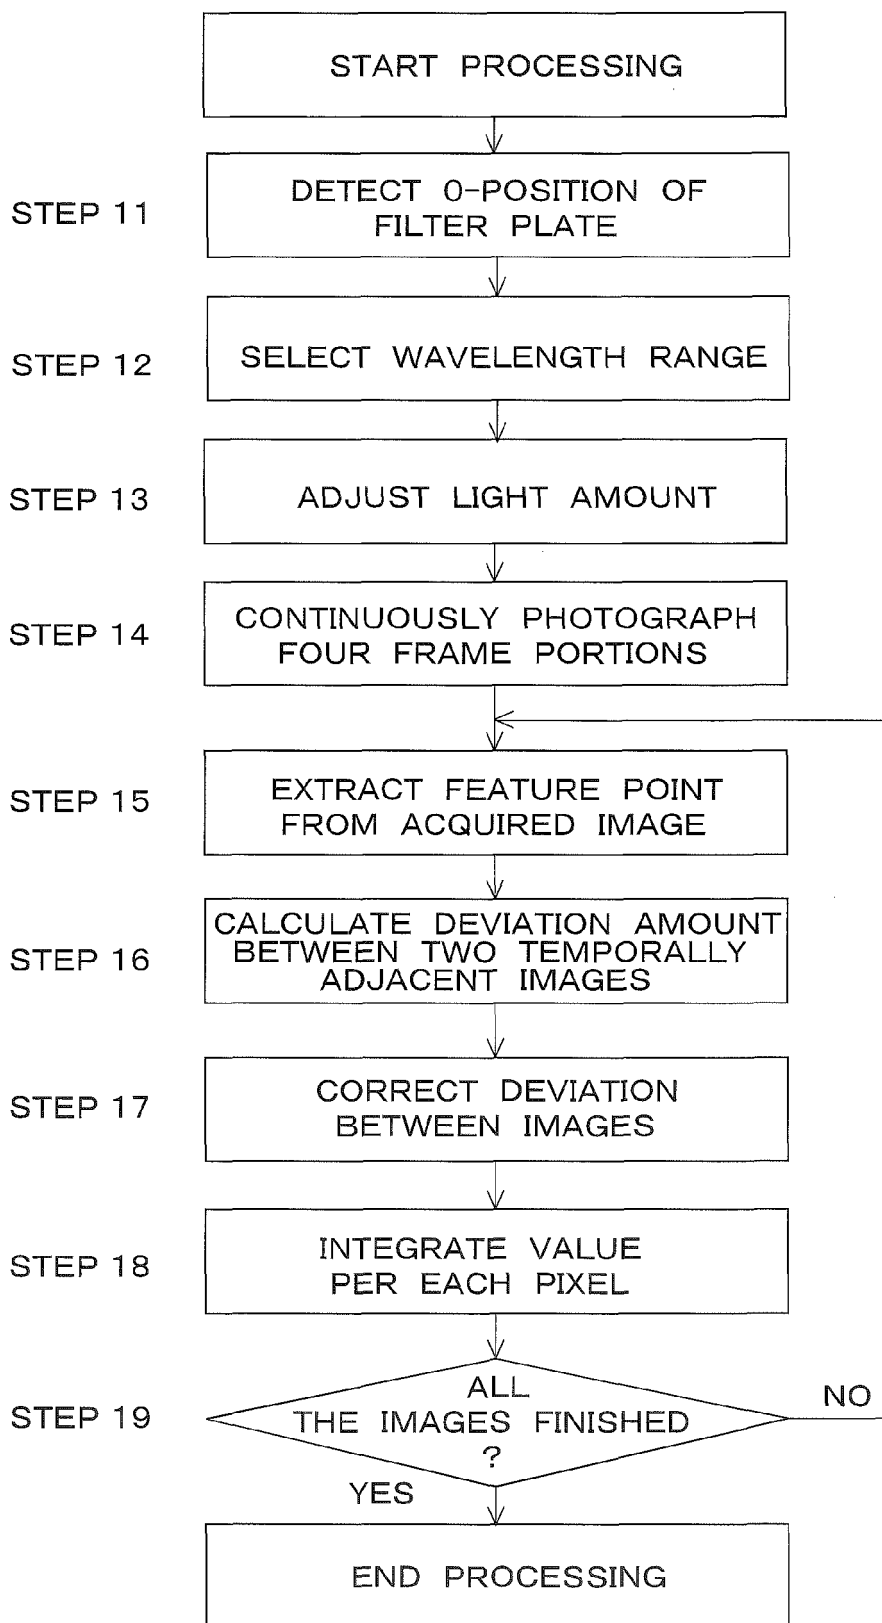 START PROCESSING
STEP 11
DETECT 0-POSITION OF
FILTER PLATE
STEP 12
SELECT WAVELENGTH RANGE
STEP 13
ADJUST LIGHT AMOUNT
STEP 14
CONTINUOUSLY PHOTOGRAPH
FOUR FRAME PORTIONS
STEP 15
EXTRACT FEATURE POINT
FROM ACQUIRED IMAGE
STEP 16
CALCULATE DEVIATION AMOUNT
BETWEEN TWO TEMPORALLY
ADJACENT IMAGES
STEP 17
CORRECT DEVIATION
BETWEEN IMAGES
STEP 18
INTEGRATE VALUE
PER EACH PIXEL
STEP 19
ALL
THE IMAGES FINISHED
?
NO
YES
END PROCESSING